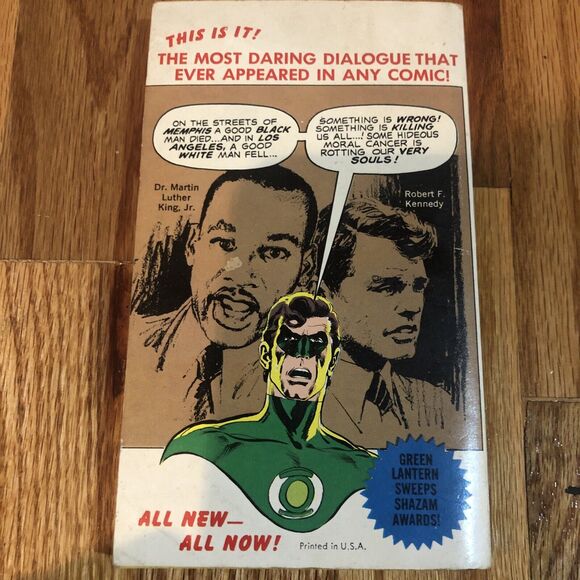 THIS IS IT!
THE MOST DARING DIALOGUE THAT
EVER APPEARED IN ANY COMIC!
ON THE STREETS OF
MEMPHIS A GOOD BLACK
MAN DIED...AND IN LOS
ANGELES, A GOOD
WHITE MAN FELL...
SOMETHING IS WRONG!
SOMETHING IS KILLING
US ALL...! SOME HIDEOUS
MORAL CANCER IS
ROTTING OUR VERY
SOULS!
Dr. Martin
Luther
King, Jr.
Robert F.
Kennedy
GREEN
LANTERN
SWEEPS
SHAZAM
AWARDS!
ALL NEW—
ALL NOW!
Printed in U.S.A.